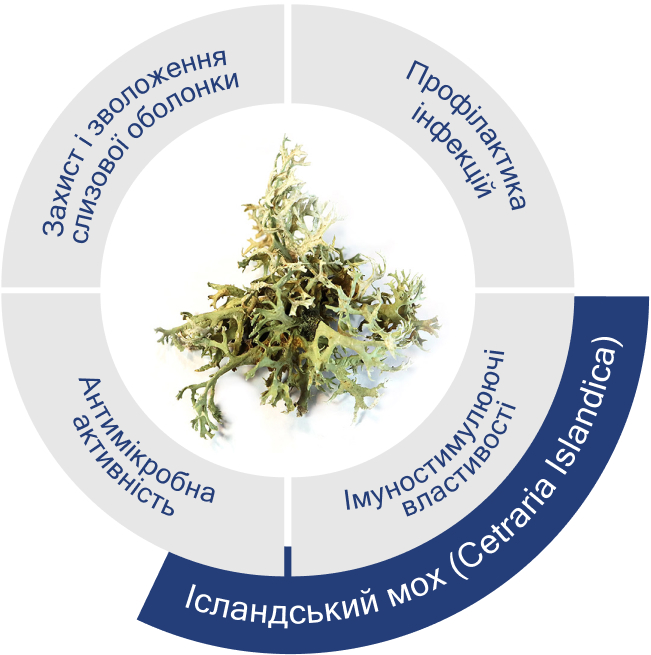 Захист і зволоження
слизової оболонки
Профілактика
інфекцій
Антимікробна
активність
Імуностимулюючі
властивості
Ісландський мох (Cetraria Islandica)